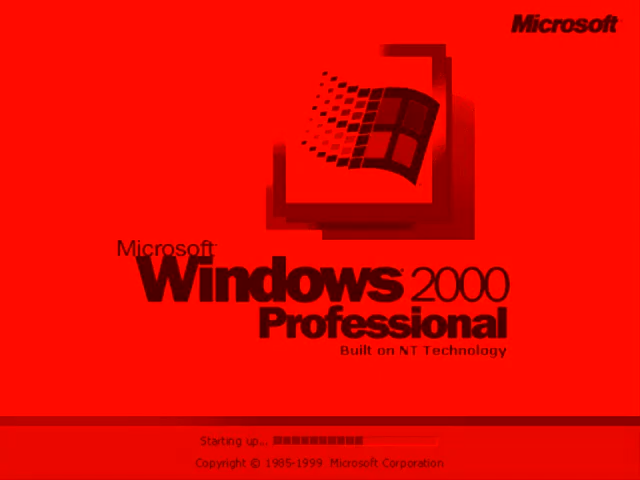 Microsoft
Microsoft
Windows 2000
Professional
Built on NT Technology
Starting up...
Copyright © 1985-1999 Microsoft Corporation